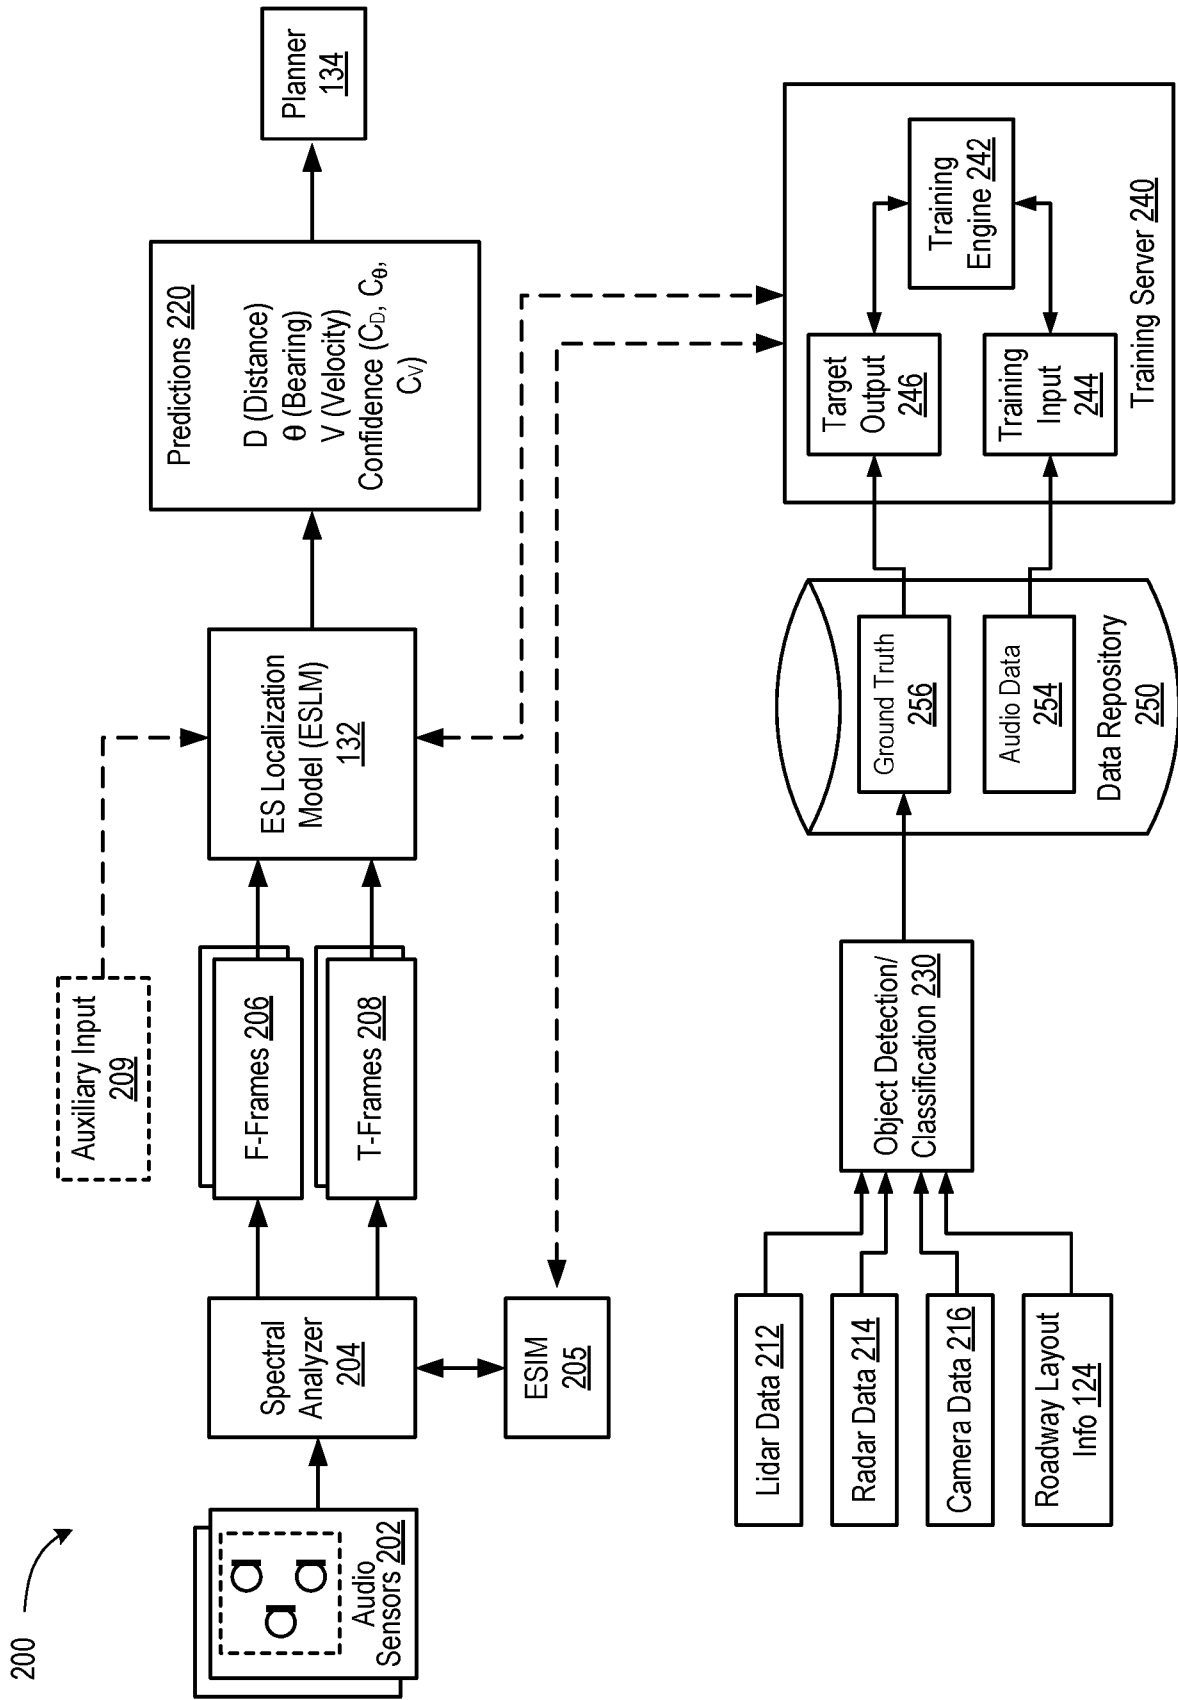 200
Audio
Sensors 202
Spectral
Analyzer
204
ESIM
205
F-Frames 206
T-Frames 208
Auxiliary Input
209
ES Localization
Model (ESLM)
132
Predictions 220
D (Distance)
θ (Bearing)
V (Velocity)
Confidence (CD, Cθ,
CV)
Planner
134
Lidar Data 212
Radar Data 214
Camera Data 216
Roadway Layout
Info 124
Object Detection/
Classification 230
Ground Truth
256
Audio Data
254
Data Repository
250
Target
Output
246
Training
Input
244
Training
Engine 242
Training Server 240